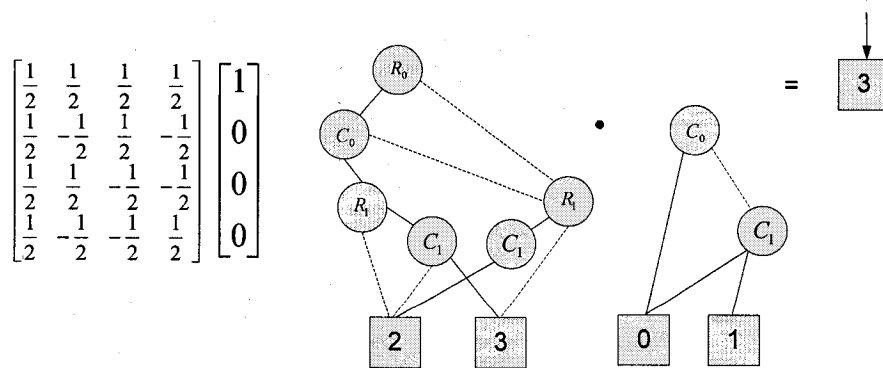 1/2 1/2 1/2 1/2 1
1/2 -1/2 1/2 -1/2 0
1/2 1/2 -1/2 -1/2 0
1/2 -1/2 -1/2 1/2 0
R₀
C₀
R₁
C₁
C₁
R₁
2
3
•
C₀
C₁
0
1
=
3